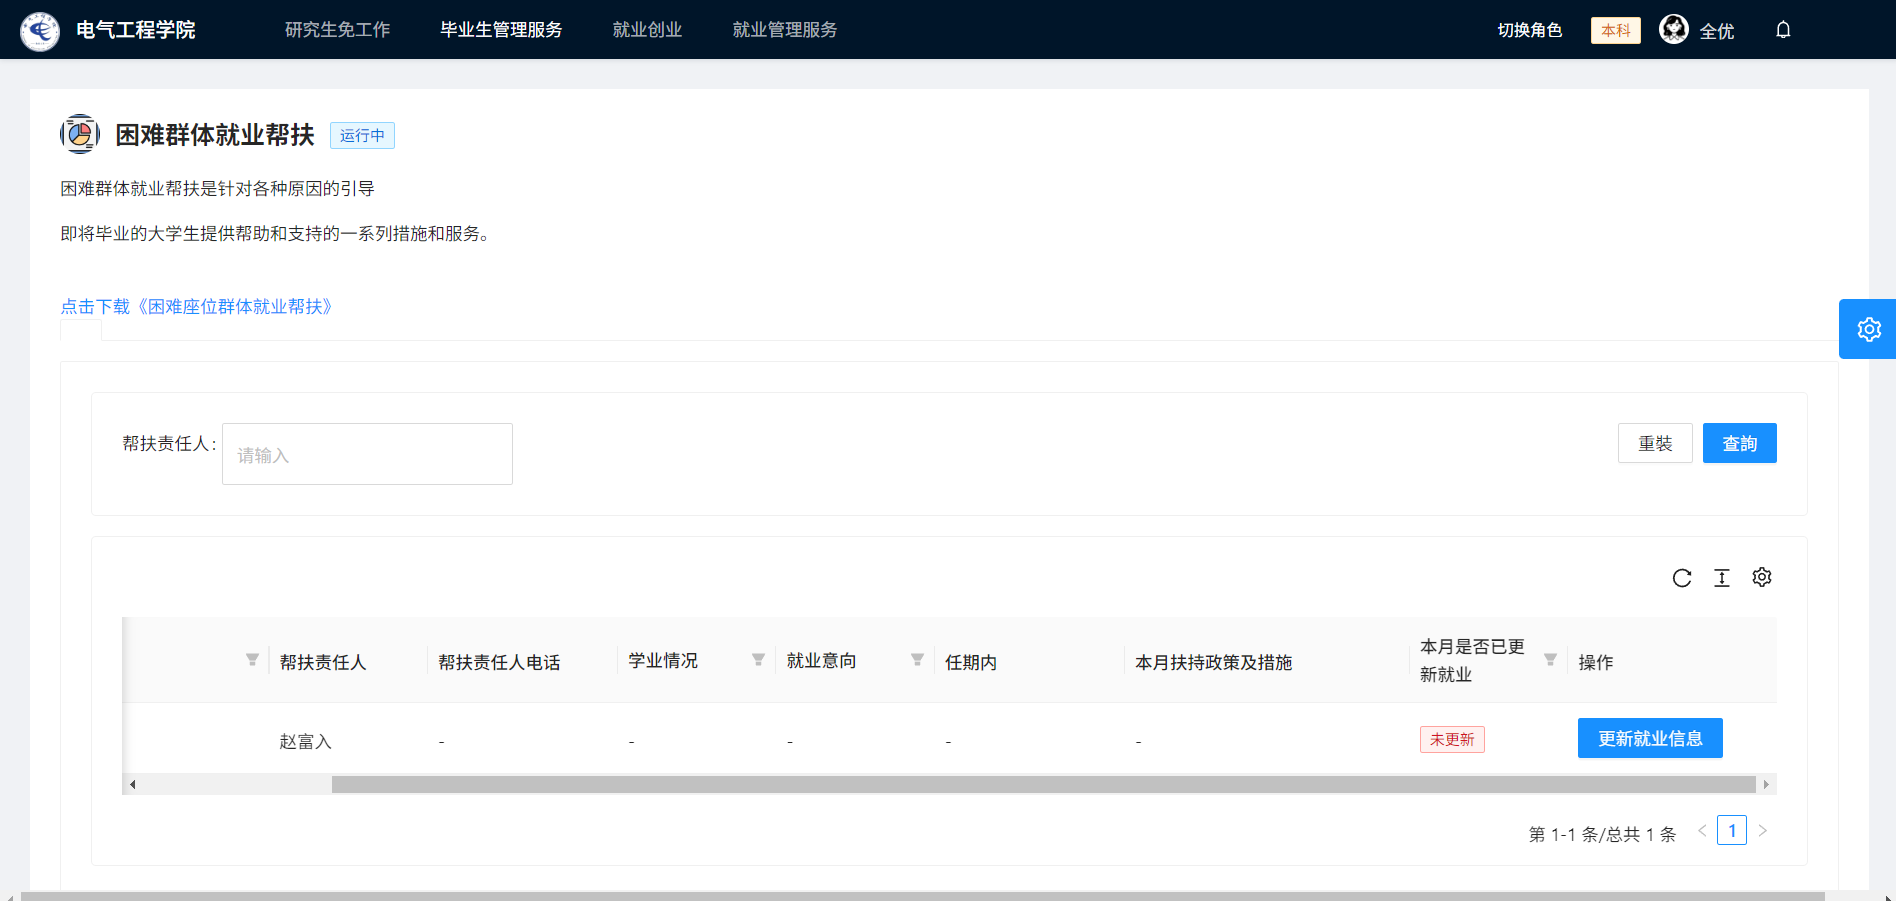 电气工程学院 研究生免工作 毕业生管理服务 就业创业 就业管理服务 切换角色 本科 全优
困难群体就业帮扶 运行中
困难群体就业帮扶是针对各种原因的引导
即将毕业的大学生提供帮助和支持的一系列措施和服务。
点击下载《困难座位群体就业帮扶》
帮扶责任人: 请输入 重裝 查詢
帮扶责任人 帮扶责任人电话 学业情况 就业意向 任期内 本月扶持政策及措施 本月是否已更新就业 操作
赵富入 - - - - - 未更新 更新就业信息
第 1-1 条/总共 1 条 < 1 >